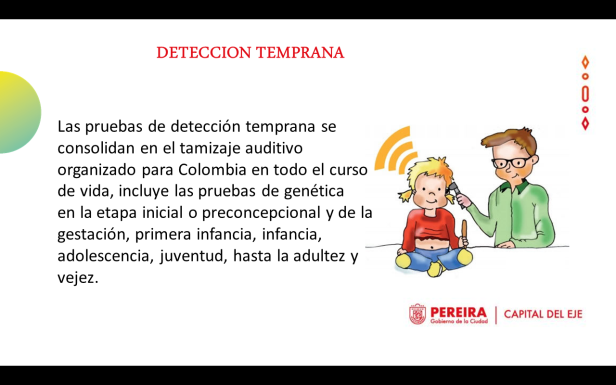 DETECCION TEMPRANA
Las pruebas de detección temprana se
consolidan en el tamizaje auditivo
organizado para Colombia en todo el curso
de vida, incluye las pruebas de genética
en la etapa inicial o preconcepcional y de la
gestación, primera infancia, infancia,
adolescencia, juventud, hasta la adultez y
vejez.
PEREIRA
Gobierno de la Ciudad
CAPITAL DEL EJE